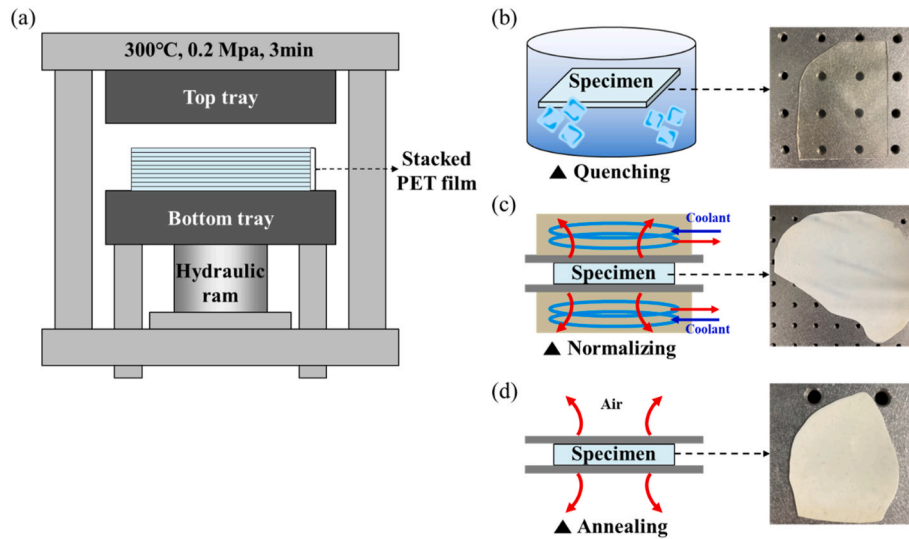 (a)
300°C, 0.2 Mpa, 3min
Top tray
Stacked
PET film
Bottom tray
Hydraulic
ram
(b)
Specimen
▲ Quenching
(c)
Coolant
Specimen
Coolant
▲ Normalizing
(d)
Air
Specimen
▲ Annealing